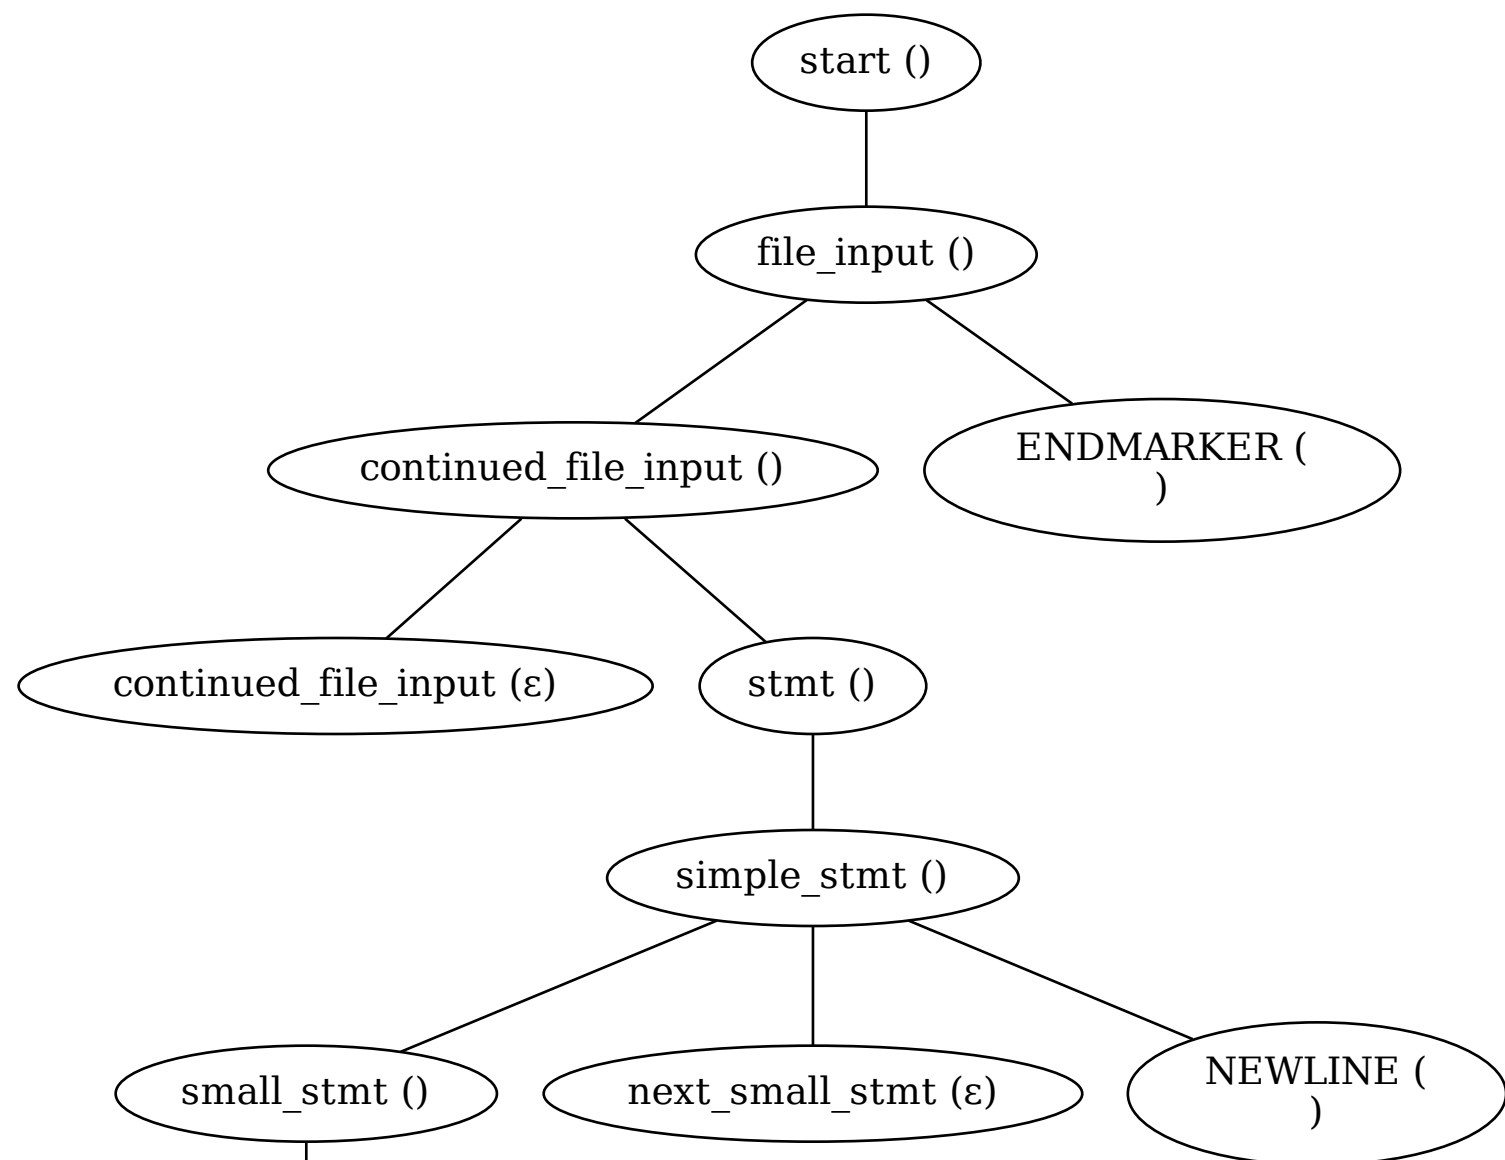 start ()
file_input ()
continued_file_input ()
ENDMARKER (
)
continued_file_input (ε)
stmt ()
simple_stmt ()
small_stmt ()
next_small_stmt (ε)
NEWLINE (
)